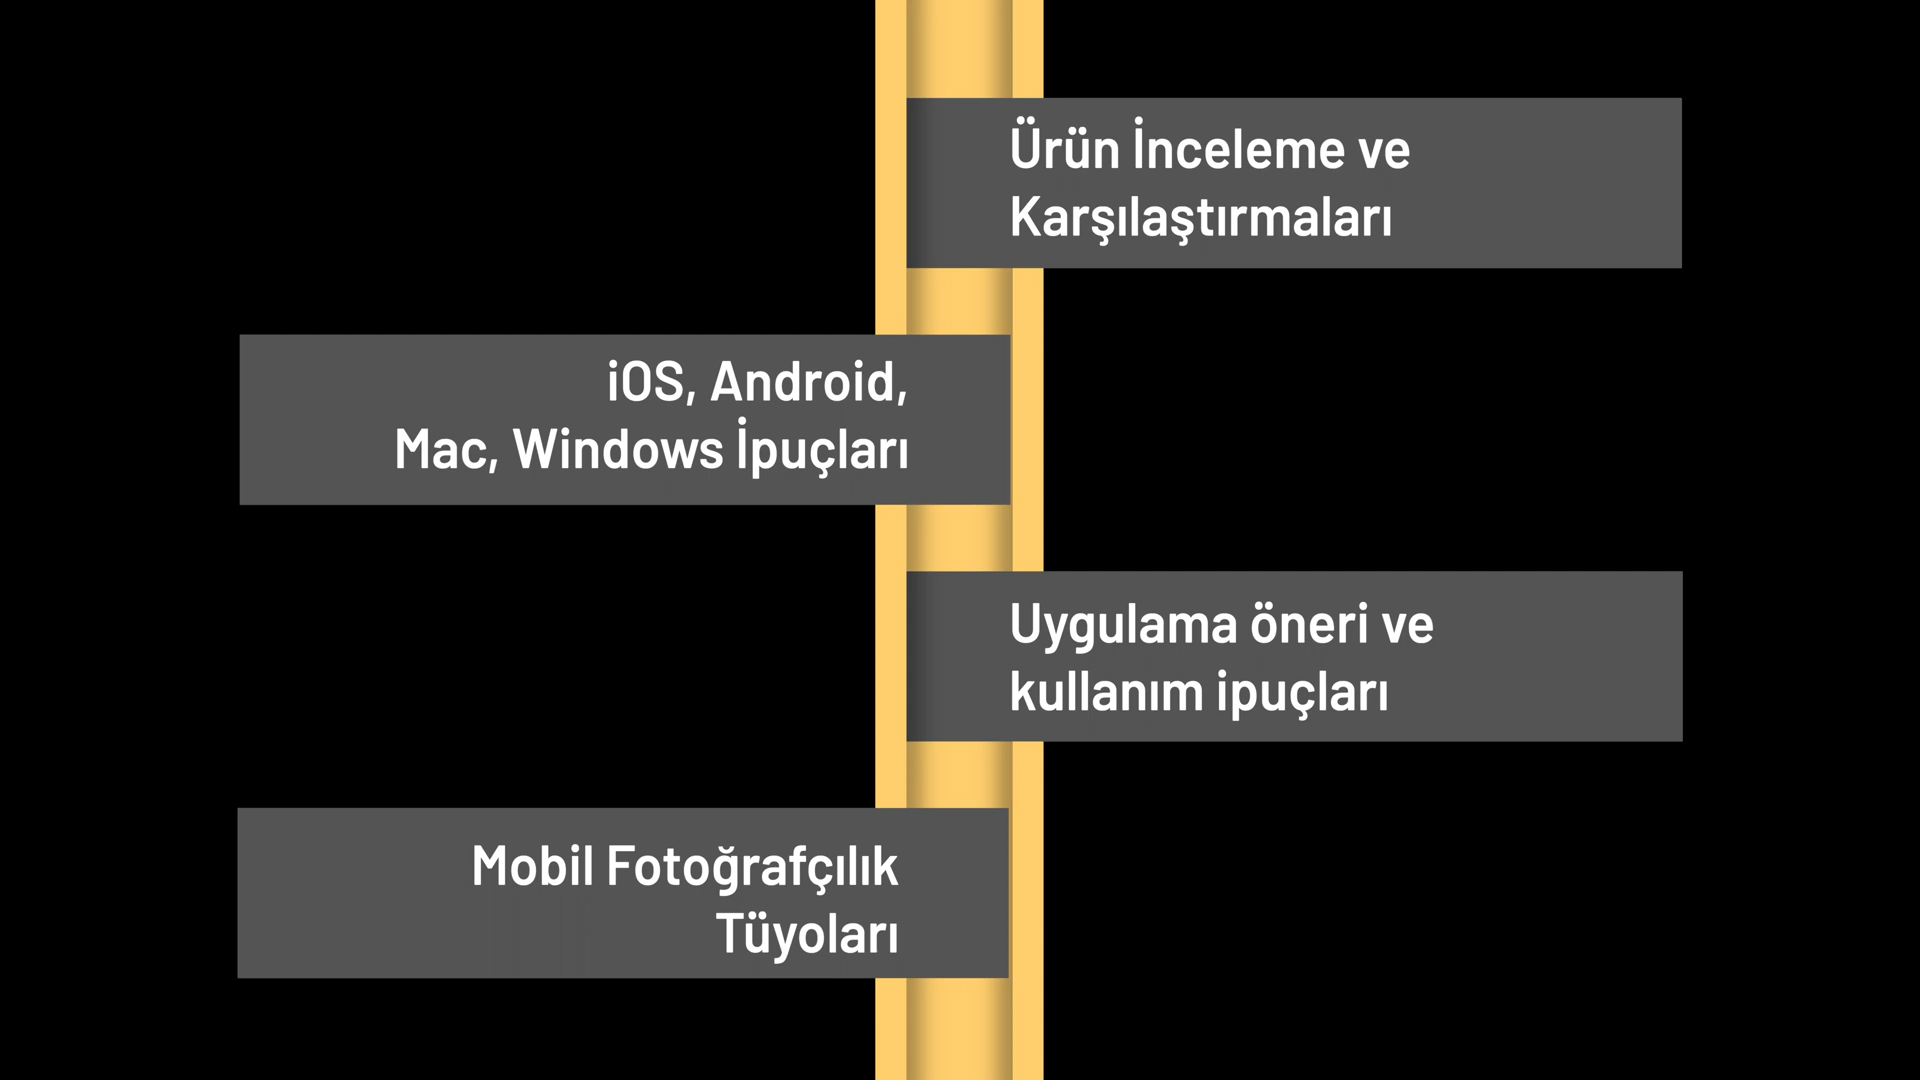 Ürün İnceleme ve
Karşılaştırmaları
iOS, Android,
Mac, Windows İpuçları
Uygulama öneri ve
kullanım ipuçları
Mobil Fotoğrafçılık
Tüyoları